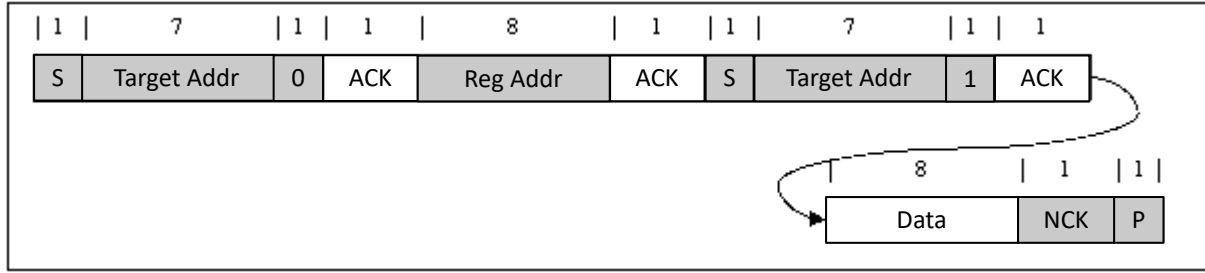 | 1 | 7 | 1 | 1 | 8 | 1 | 1 | 7 | 1 | 1
S Target Addr 0 ACK Reg Addr ACK S Target Addr 1 ACK
| 8 | 1 | 1 |
Data NCK P